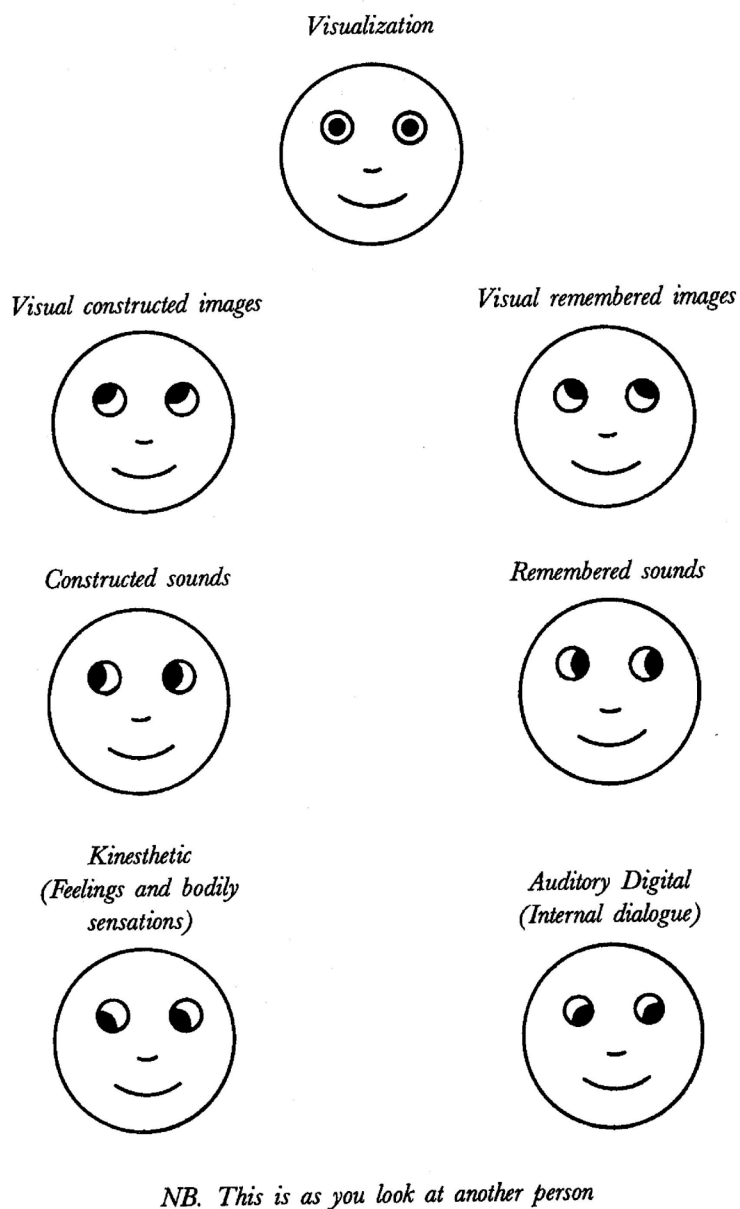 Visualization
Visual constructed images
Visual remembered images
Constructed sounds
Remembered sounds
Kinesthetic
(Feelings and bodily
sensations)
Auditory Digital
(Internal dialogue)
NB. This is as you look at another person